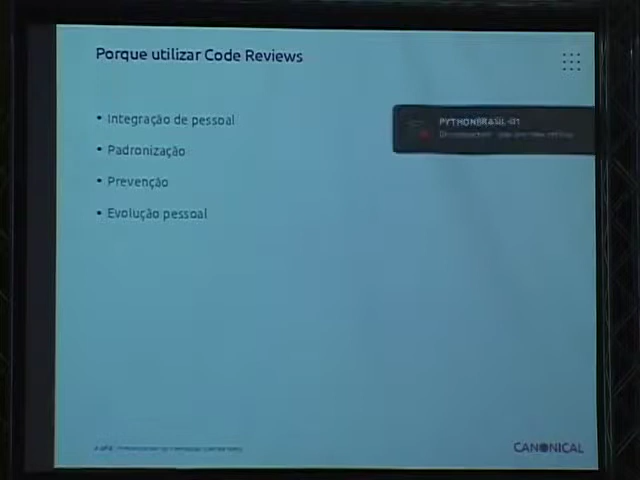 Porque utilizar Code Reviews
• Integração de pessoal
• Padronização
• Prevenção
• Evolução pessoal
PYTHONBRASIL-01
CANONICAL